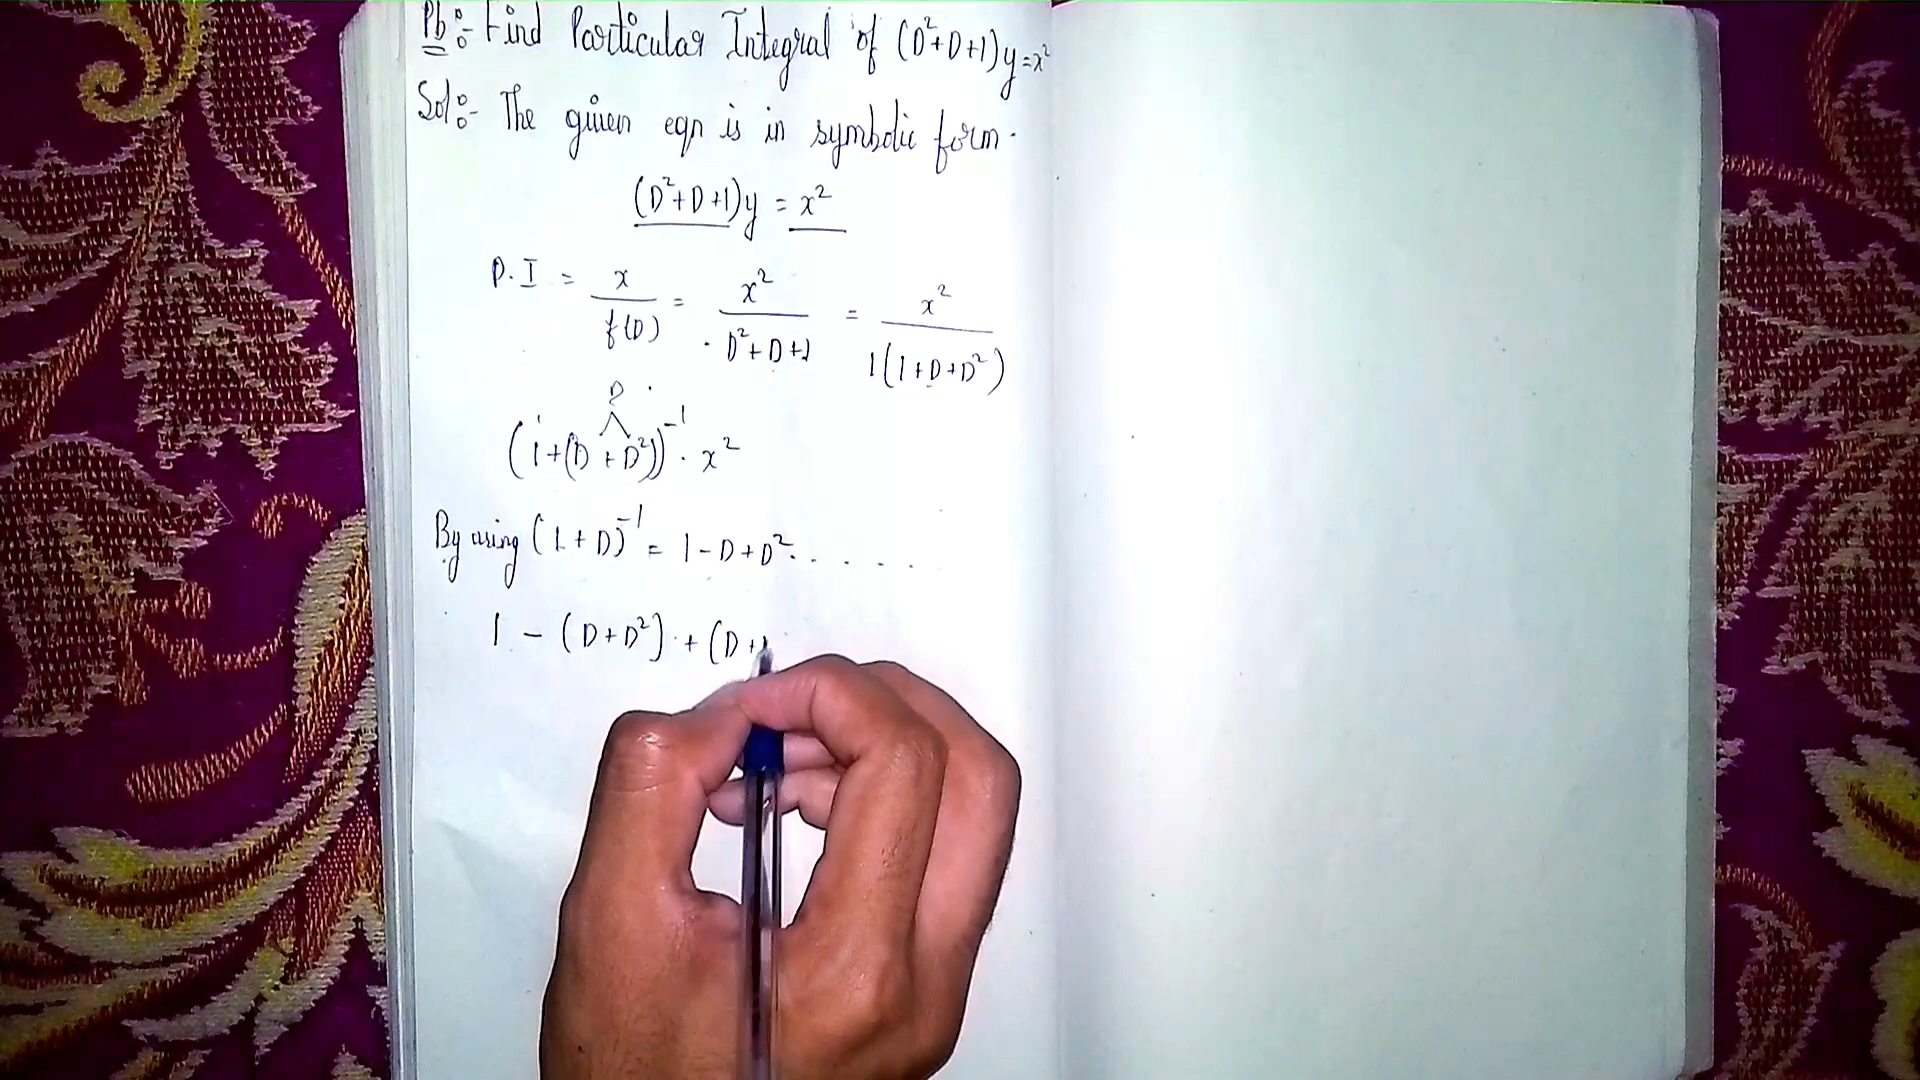 Pb:- Find Particular Integral of (D²+D+1)y=x²
Sol:- The given eqn is in symbolic form.
(D²+D+1)y = x²
P.I = x/f(D) = x²/D²+D+1 = x²/1(1+D+D²)
D
(1+(D+D²))⁻¹ · x²
By using (1+D)⁻¹ = 1-D+D². . . . .
1 - (D+D²) + (D+